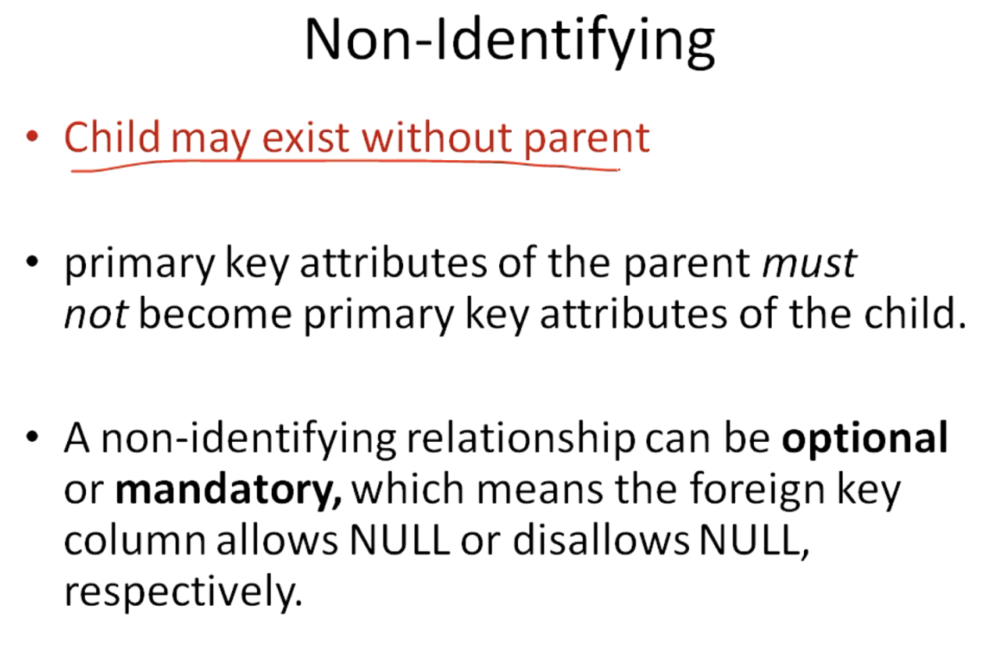 Non-Identifying
• Child may exist without parent
• primary key attributes of the parent must
not become primary key attributes of the child.
• A non-identifying relationship can be optional
or mandatory, which means the foreign key
column allows NULL or disallows NULL,
respectively.